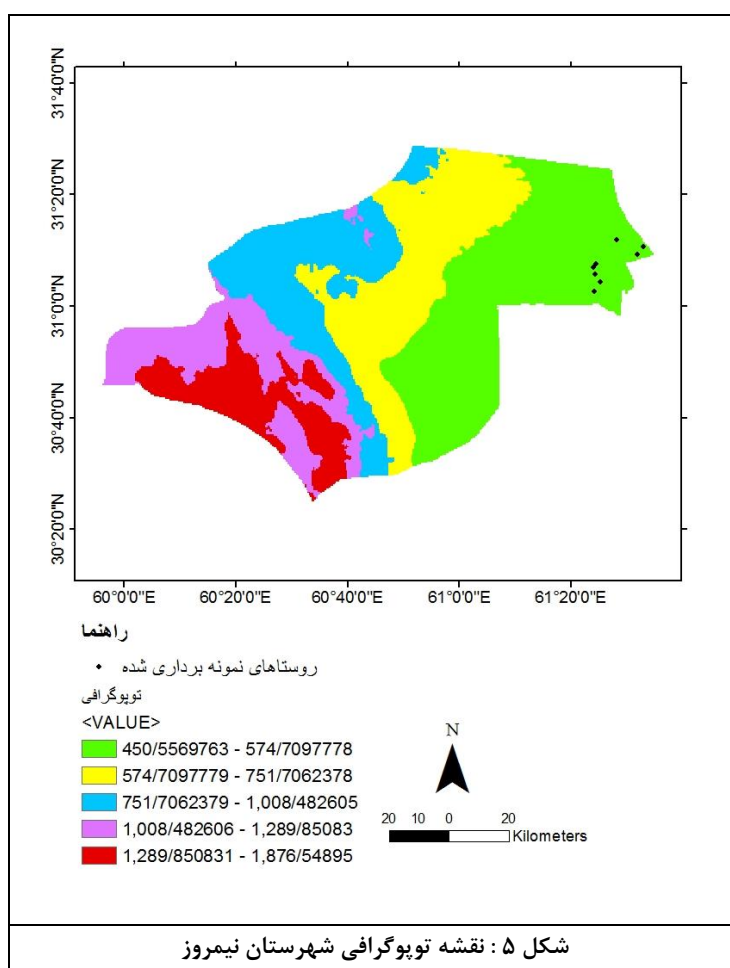 31°40'0"N
31°20'0"N
31°0'0"N
30°40'0"N
30°20'0"N
60°0'0"E 60°20'0"E 60°40'0"E 61°0'0"E 61°20'0"E
راهنما
روستاهای نمونه برداری شده
توپوگرافی
<VALUE>
450/5569763 - 574/7097778
574/7097779 - 751/7062378
751/7062379 - 1,008/482605
1,008/482606 - 1,289/85083
1,289/850831 - 1,876/54895
N
20 10 0 20
Kilometers
شکل ۵ : نقشه توپوگرافی شهرستان نیمروز